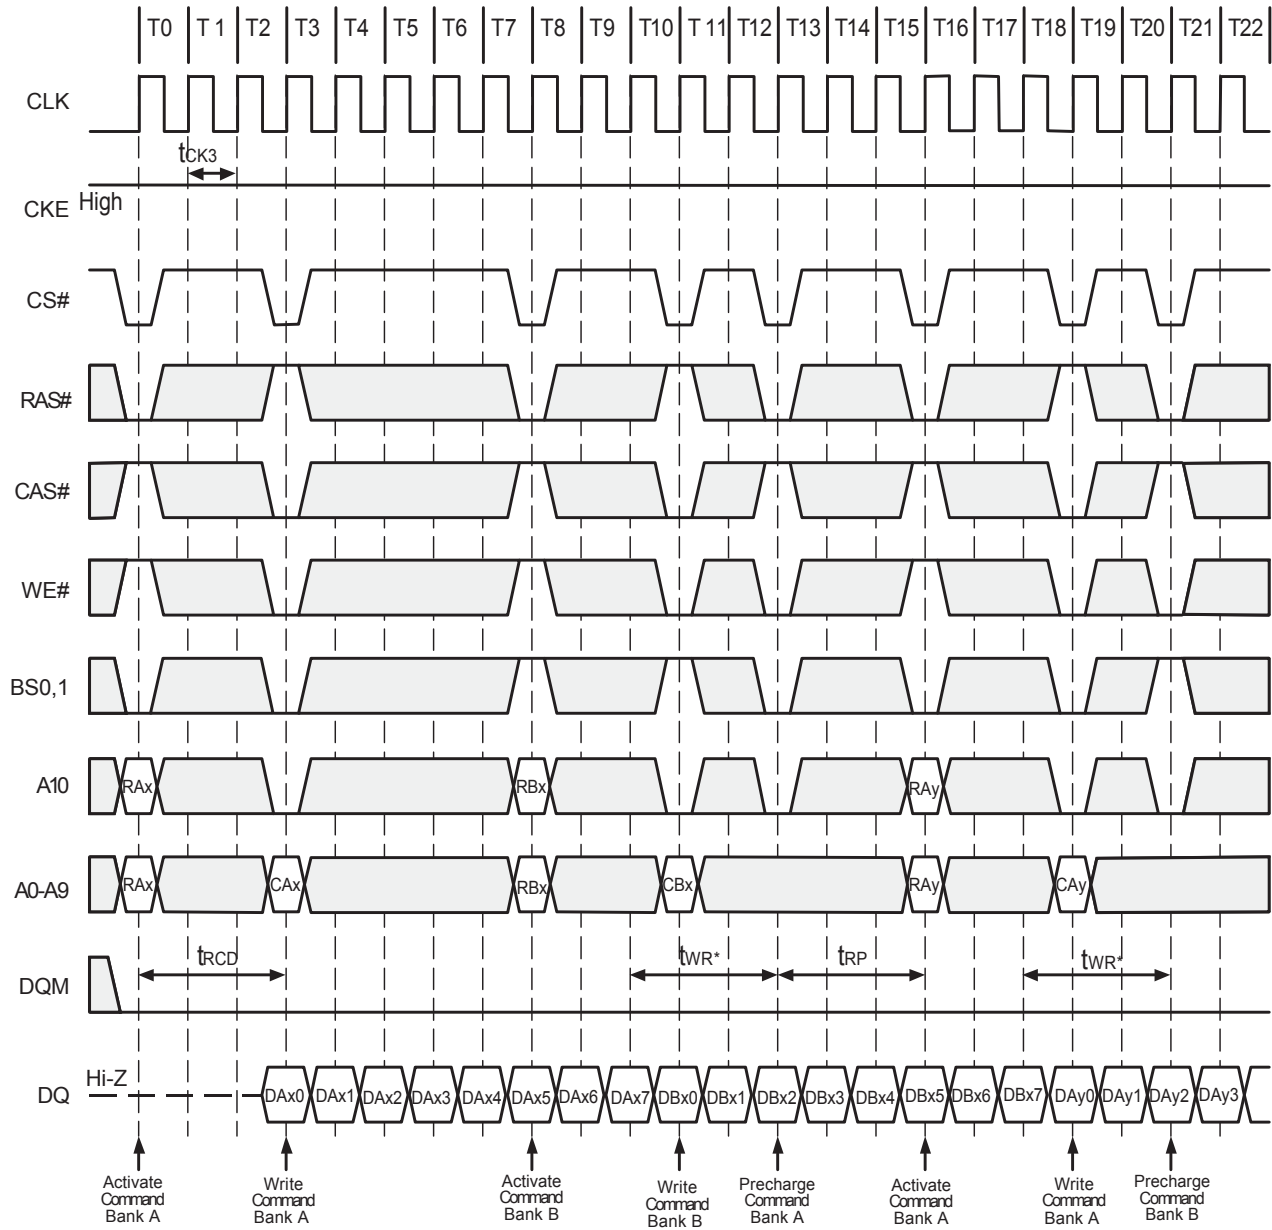 T0 T 1 T2 T3 T4 T5 T6 T7 T8 T9 T10 T 11 T12 T13 T14 T15 T16 T17 T18 T19 T20 T21 T22
CLK
tCK3
CKE High
CS#
RAS#
CAS#
WE#
BS0,1
A10 RAx RBx RAy
A0-A9 RAx CAx RBx CBx RAy CAy
DQM tRCD tWR* tRP tWR*
DQ Hi-Z DAx0 DAx1 DAx2 DAx3 DAx4 DAx5 DAx6 DAx7 DBx0 DBx1 DBx2 DBx3 DBx4 DBx5 DBx6 DBx7 DAy0 DAy1 DAy2 DAy3
Activate
Command
Bank A
Write
Command
Bank A
Activate
Command
Bank B
Write
Command
Bank B
Precharge
Command
Bank A
Activate
Command
Bank A
Write
Command
Bank A
Precharge
Command
Bank B